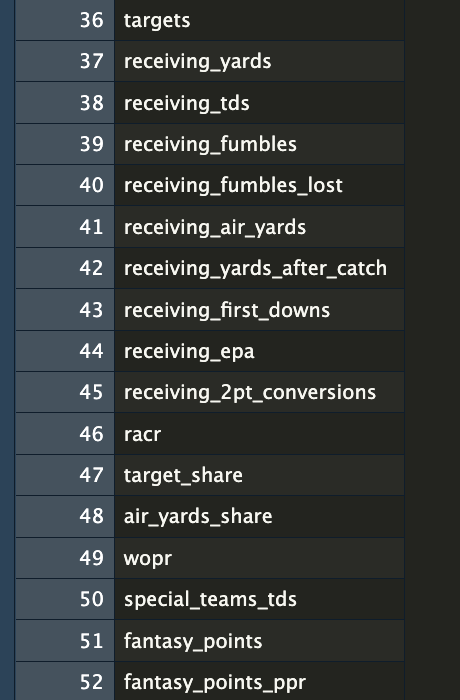 36 targets
37 receiving_yards
38 receiving_tds
39 receiving_fumbles
40 receiving_fumbles_lost
41 receiving_air_yards
42 receiving_yards_after_catch
43 receiving_first_downs
44 receiving_epa
45 receiving_2pt_conversions
46 racr
47 target_share
48 air_yards_share
49 wopr
50 special_teams_tds
51 fantasy_points
52 fantasy_points_ppr